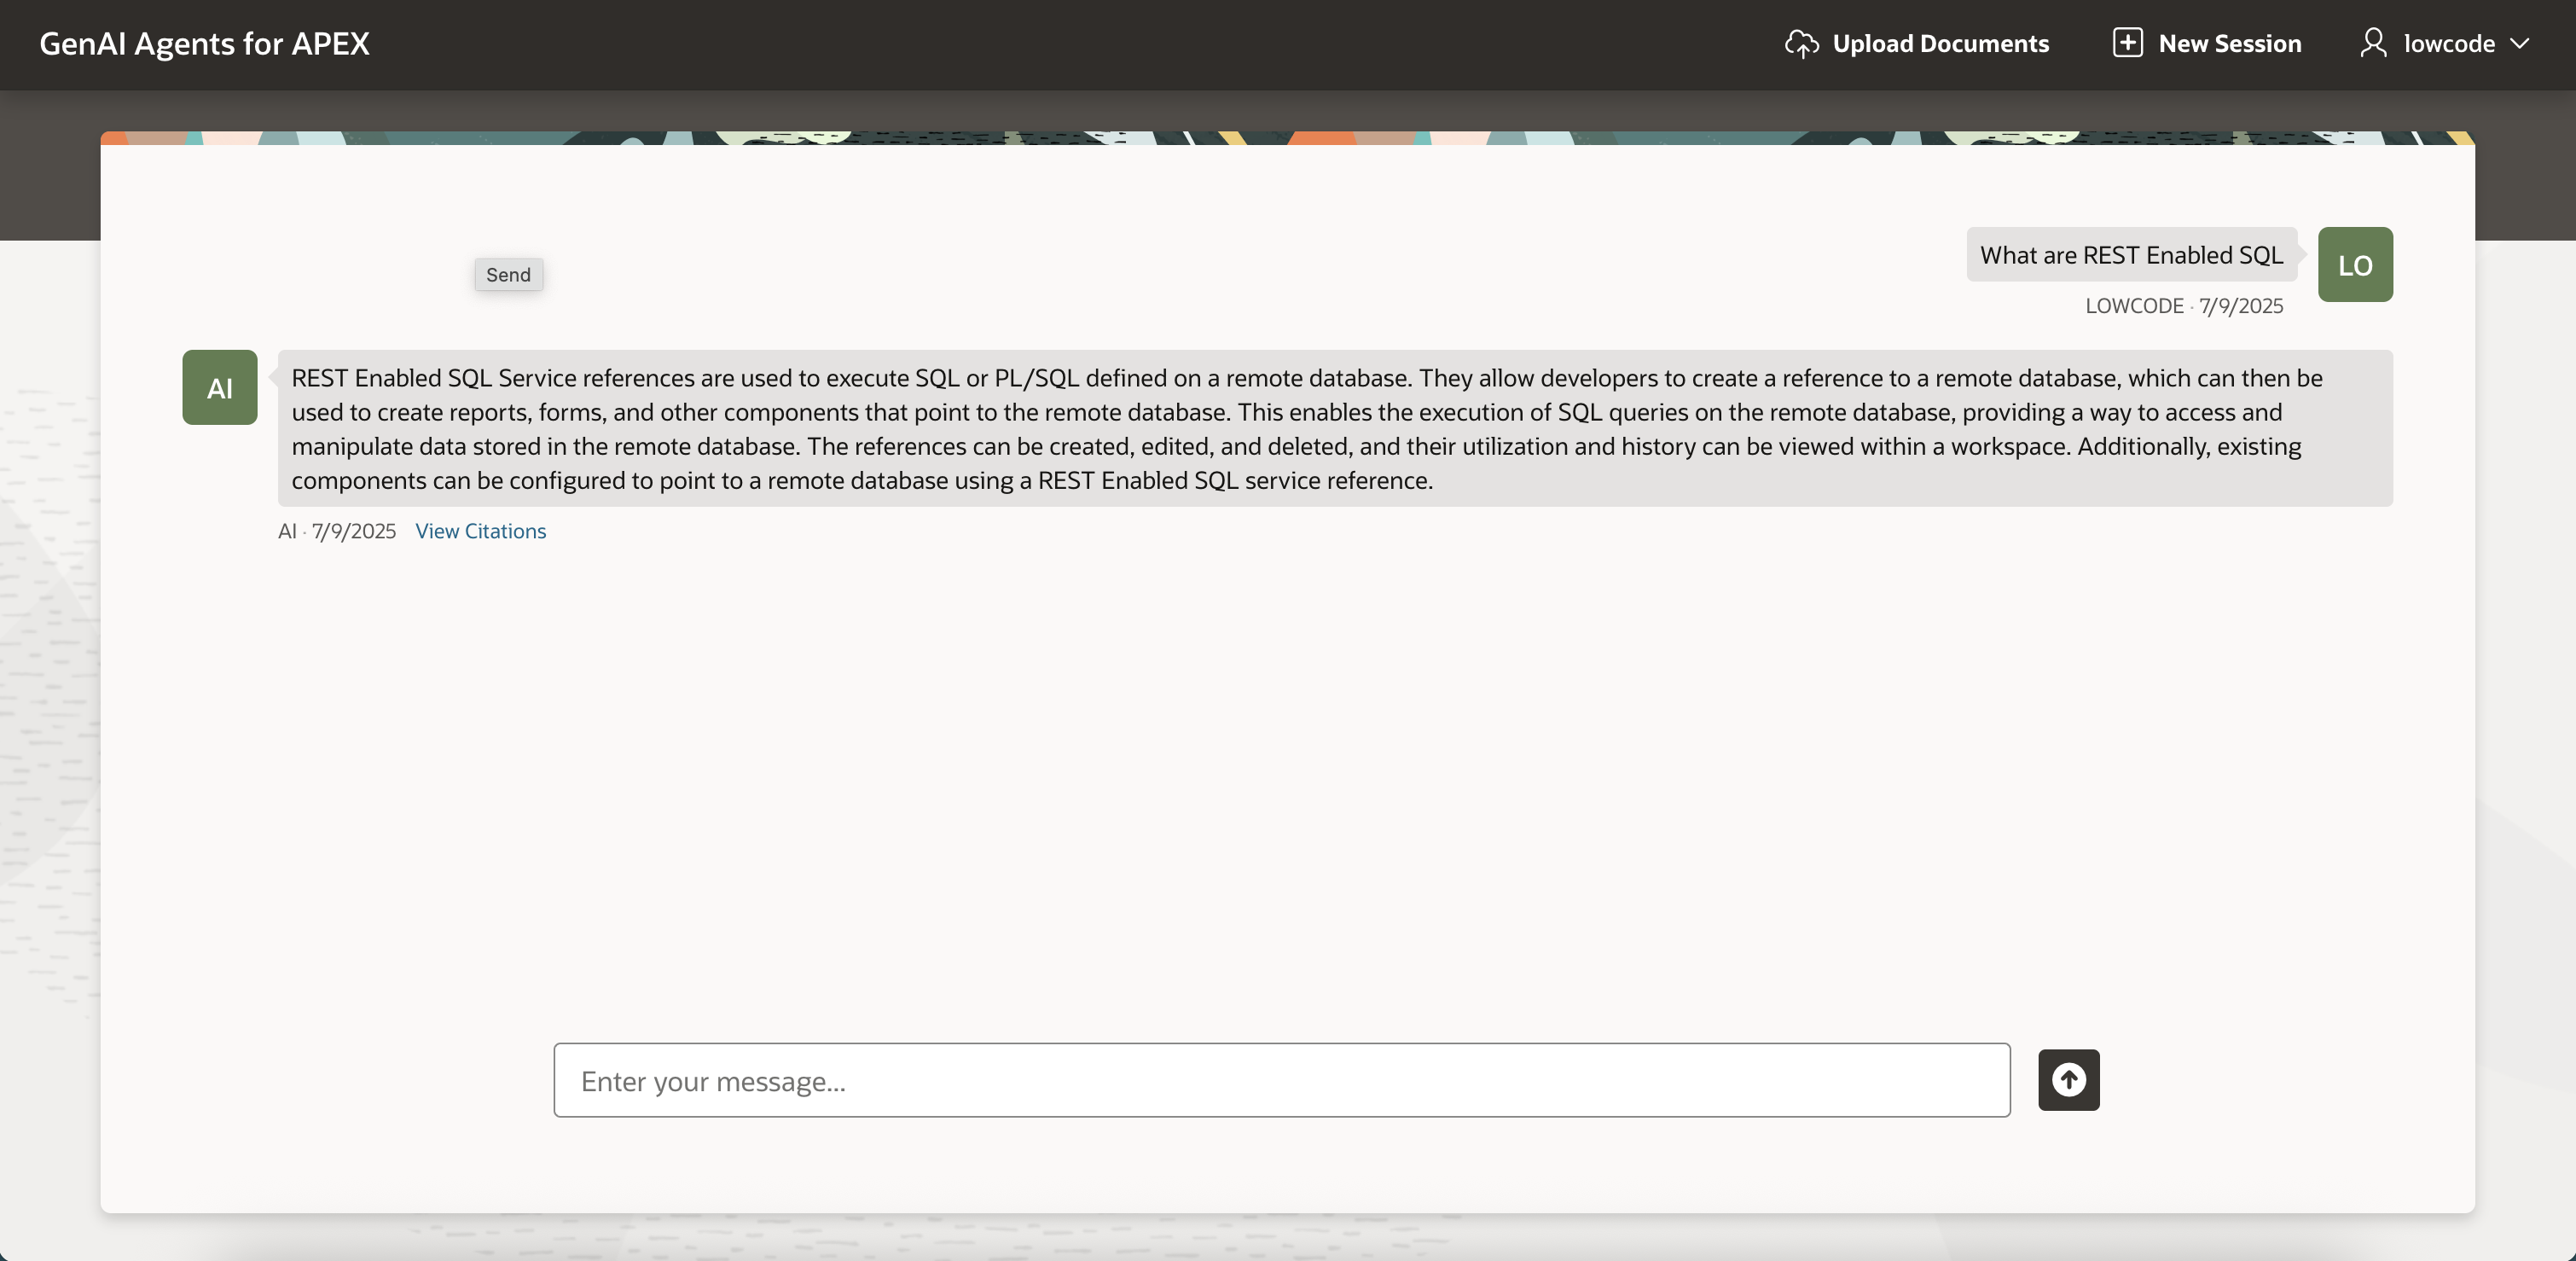 GenAI Agents for APEX
Upload Documents
New Session
lowcode
What are REST Enabled SQL
LO
LOWCODE · 7/9/2025
Send
AI
REST Enabled SQL Service references are used to execute SQL or PL/SQL defined on a remote database. They allow developers to create a reference to a remote database, which can then be
used to create reports, forms, and other components that point to the remote database. This enables the execution of SQL queries on the remote database, providing a way to access and
manipulate data stored in the remote database. The references can be created, edited, and deleted, and their utilization and history can be viewed within a workspace. Additionally, existing
components can be configured to point to a remote database using a REST Enabled SQL service reference.
AI · 7/9/2025 View Citations
Enter your message...